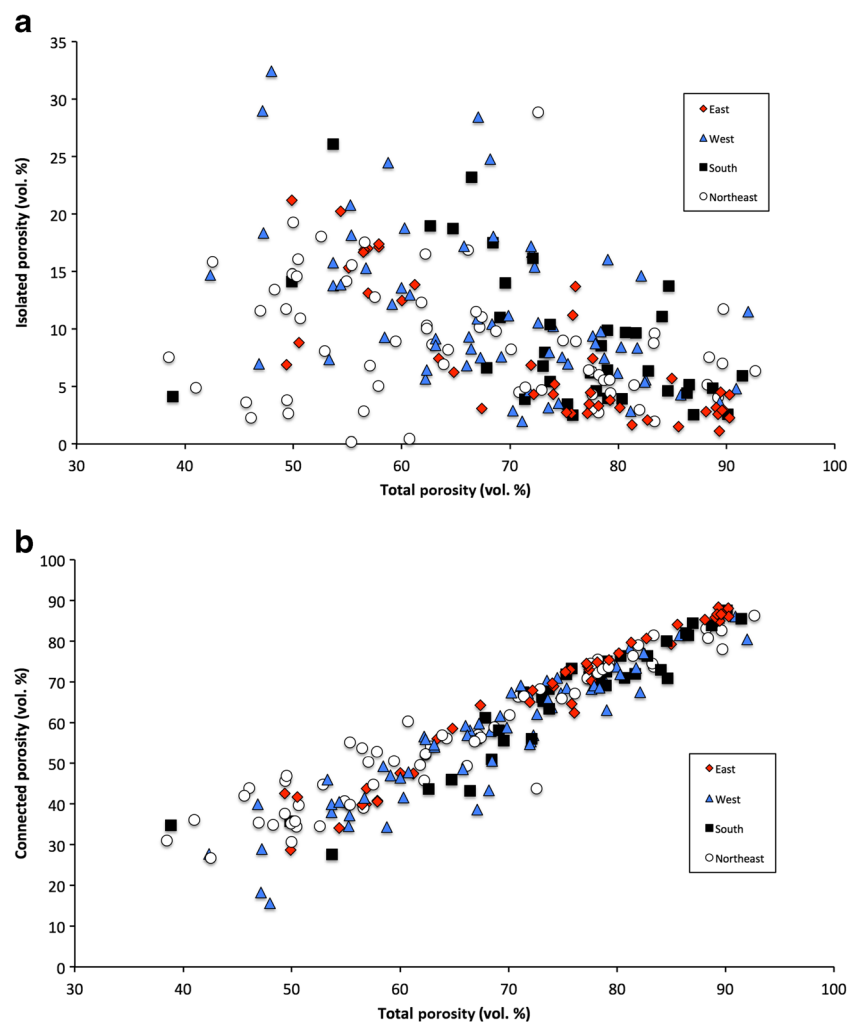 a
35
30
25
20
15
10
5
0
Isolated porosity (vol. %)
East
West
South
Northeast
30 40 50 60 70 80 90 100
Total porosity (vol. %)
b
100
90
80
70
60
50
40
30
20
10
0
Connected porosity (vol. %)
East
West
South
Northeast
30 40 50 60 70 80 90 100
Total porosity (vol. %)